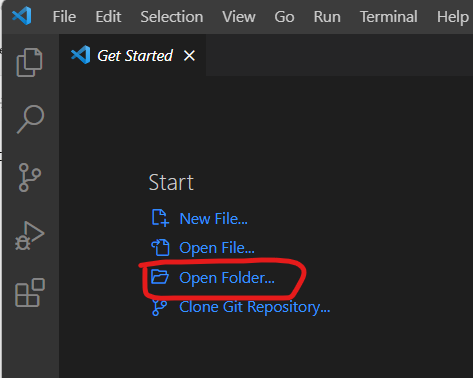 File Edit Selection View Go Run Terminal
Get Started
Start
New File...
Open File...
Open Folder...
Clone Git Repository...